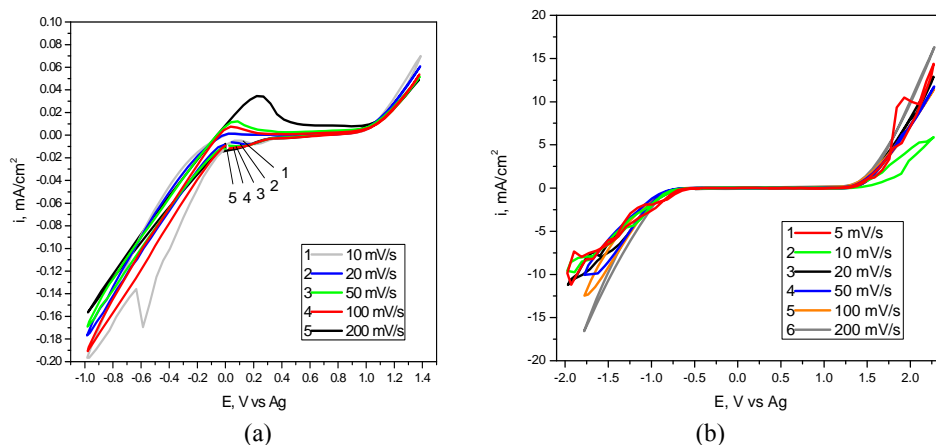 0.10
0.08
0.06
0.04
0.02
0.00
-0.02
-0.04
-0.06
-0.08
-0.10
-0.12
-0.14
-0.16
-0.18
-0.20
i, mA/cm²
-1.0 -0.8 -0.6 -0.4 -0.2 0.0 0.2 0.4 0.6 0.8 1.0 1.2 1.4
E, V vs Ag
1
2
3
4
5
1 10 mV/s
2 20 mV/s
3 50 mV/s
4 100 mV/s
5 200 mV/s
(a)
25
20
15
10
5
0
-5
-10
-15
-20
i, mA/cm²
-2.0 -1.5 -1.0 -0.5 0.0 0.5 1.0 1.5 2.0
E, V vs Ag
1 5 mV/s
2 10 mV/s
3 20 mV/s
4 50 mV/s
5 100 mV/s
6 200 mV/s
(b)